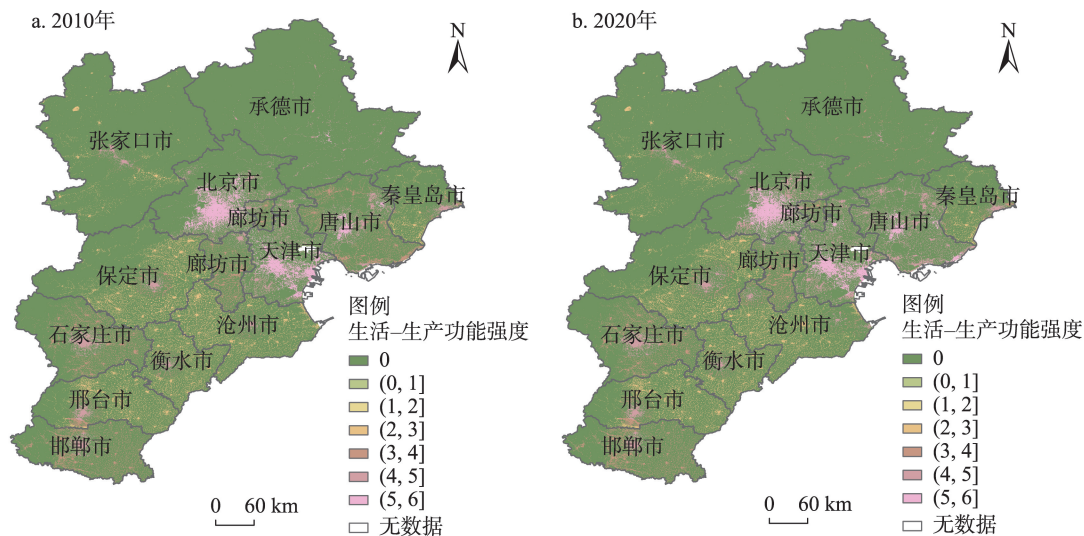 a. 2010年
N
承德市
张家口市
北京市
秦皇岛市
廊坊市
唐山市
天津市
廊坊市
保定市
沧州市
石家庄市
衡水市
邢台市
邯郸市
图例
生活–生产功能强度
0
(0, 1]
(1, 2]
(2, 3]
(3, 4]
(4, 5]
(5, 6]
无数据
0 60 km
b. 2020年
N
承德市
张家口市
北京市
秦皇岛市
廊坊市
唐山市
天津市
廊坊市
保定市
沧州市
石家庄市
衡水市
邢台市
邯郸市
图例
生活–生产功能强度
0
(0, 1]
(1, 2]
(2, 3]
(3, 4]
(4, 5]
(5, 6]
无数据
0 60 km